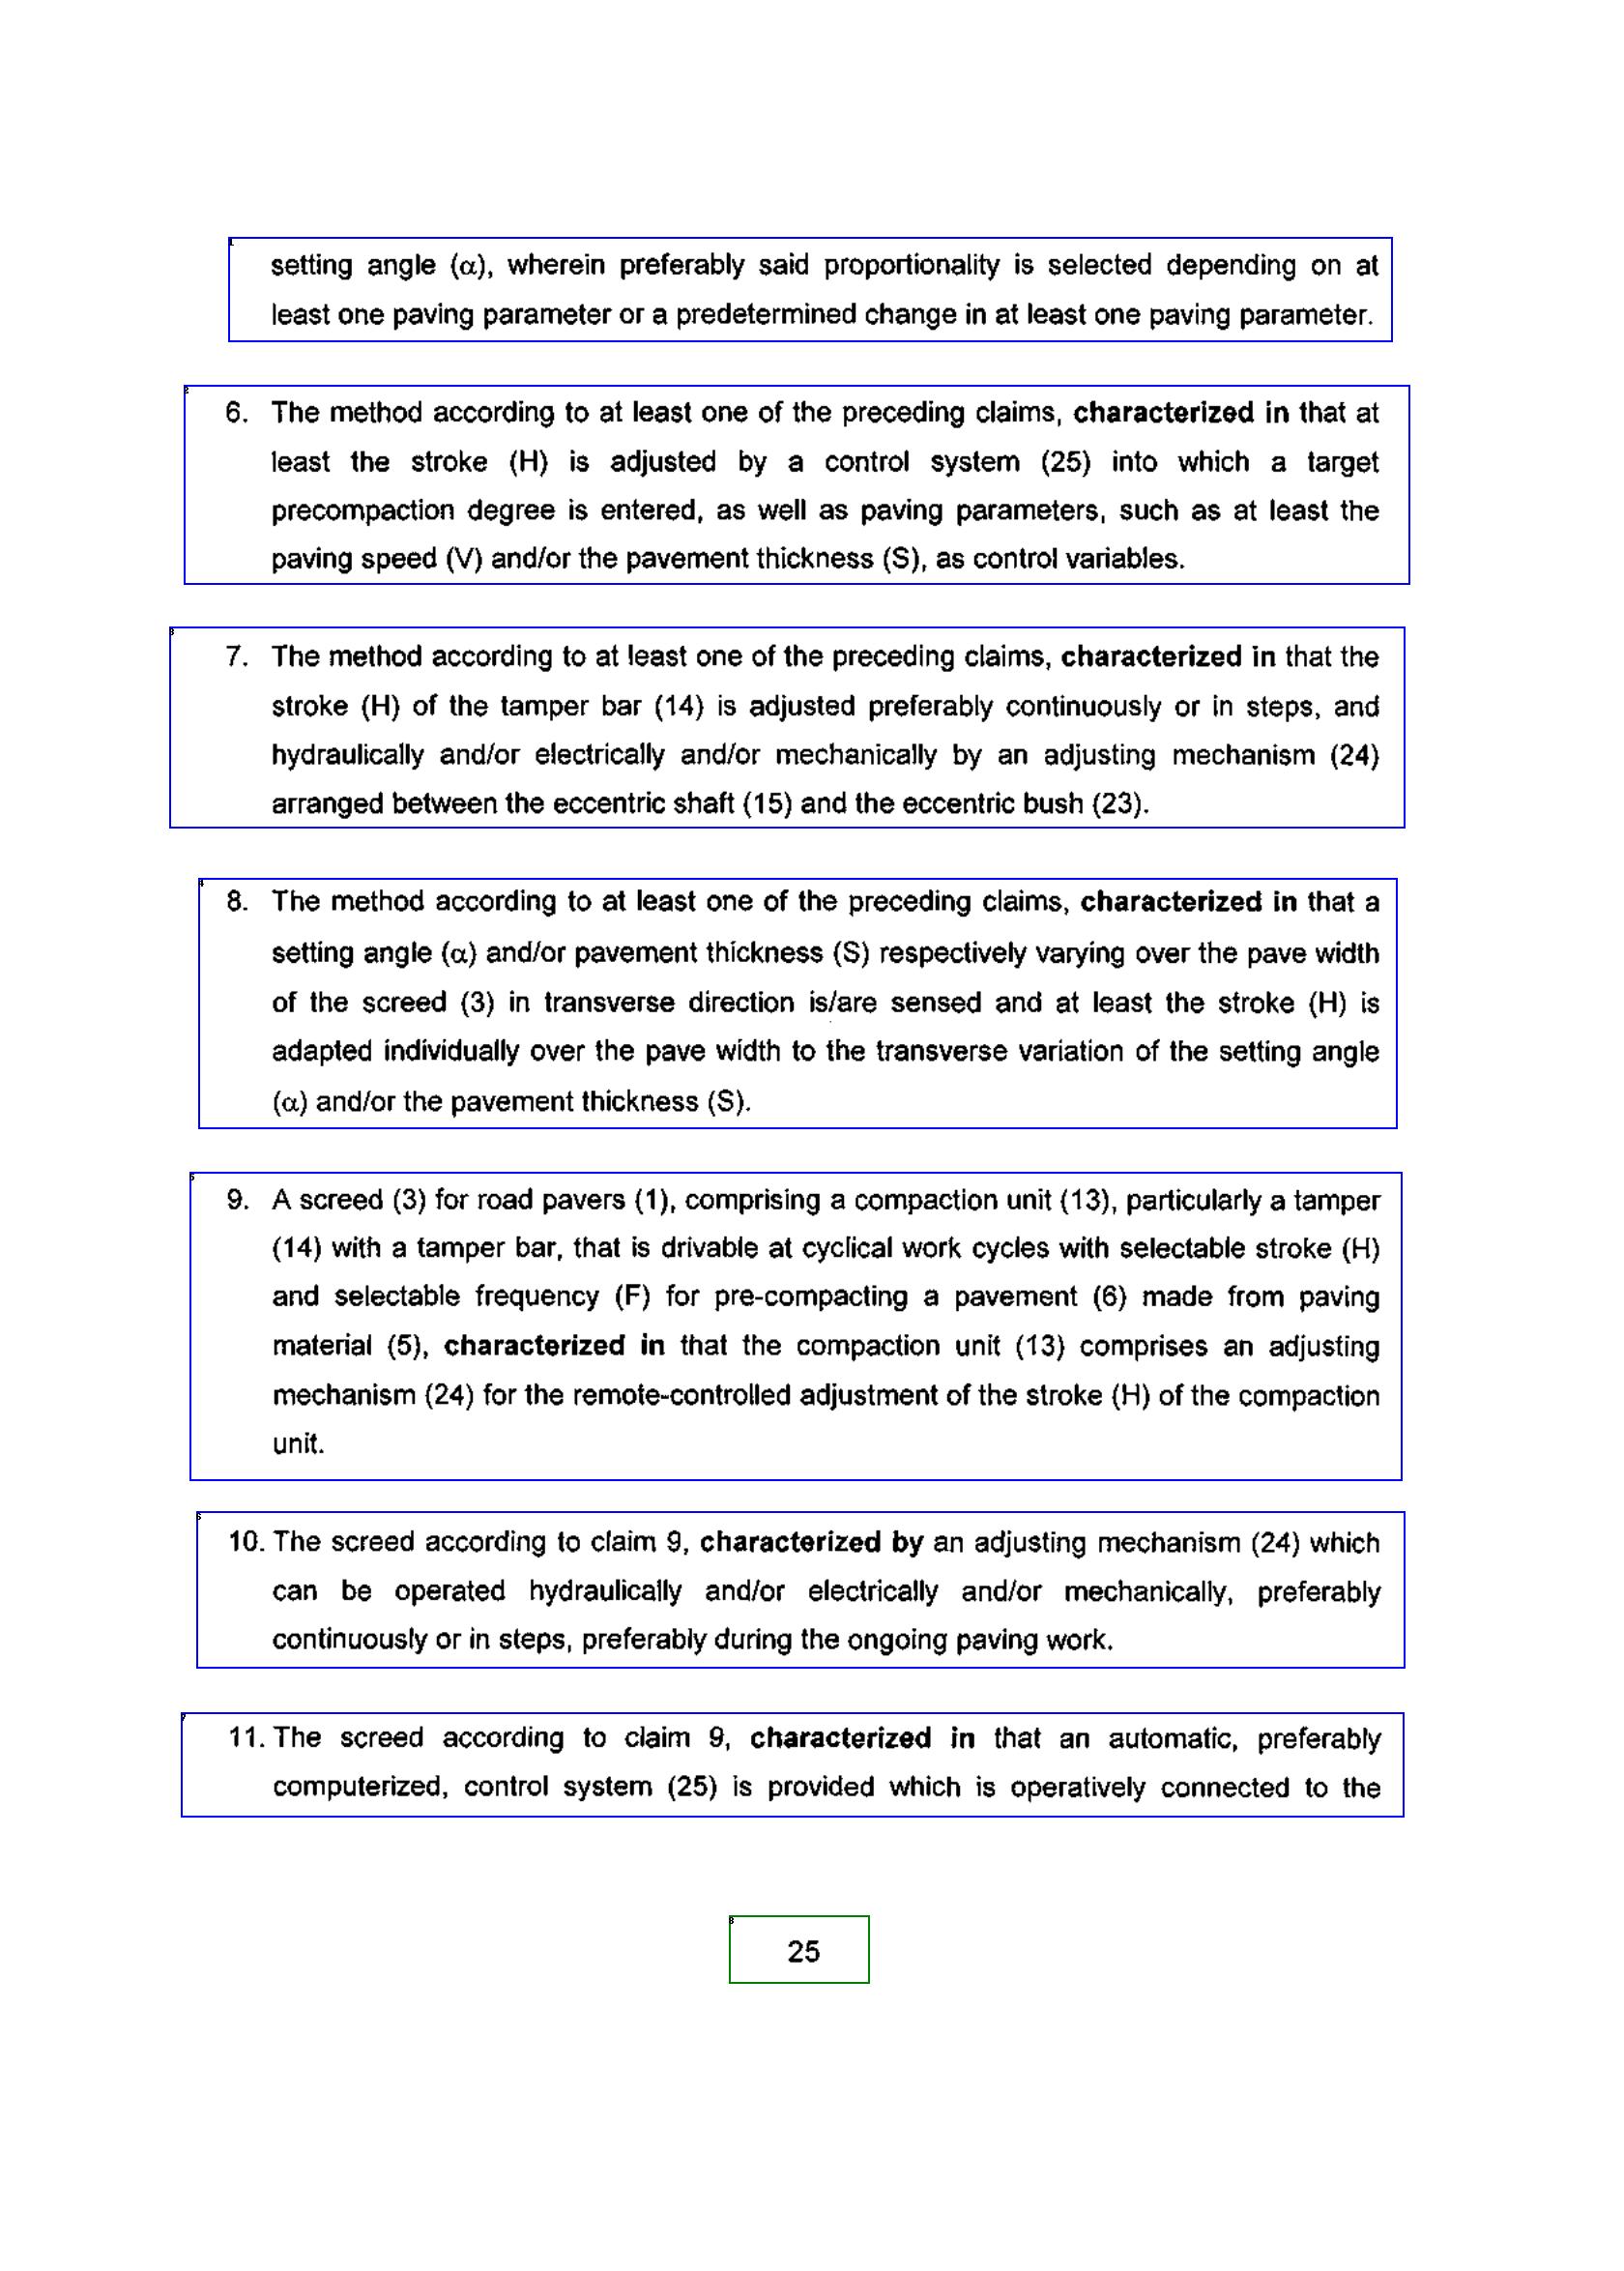 setting angle (α), wherein preferably said proportionality is selected depending on at
least one paving parameter or a predetermined change in at least one paving parameter.
6. The method according to at least one of the preceding claims, characterized in that at
least the stroke (H) is adjusted by a control system (25) into which a target
precompaction degree is entered, as well as paving parameters, such as at least the
paving speed (V) and/or the pavement thickness (S), as control variables.
7. The method according to at least one of the preceding claims, characterized in that the
stroke (H) of the tamper bar (14) is adjusted preferably continuously or in steps, and
hydraulically and/or electrically and/or mechanically by an adjusting mechanism (24)
arranged between the eccentric shaft (15) and the eccentric bush (23).
8. The method according to at least one of the preceding claims, characterized in that a
setting angle (α) and/or pavement thickness (S) respectively varying over the pave width
of the screed (3) in transverse direction is/are sensed and at least the stroke (H) is
adapted individually over the pave width to the transverse variation of the setting angle
(α) and/or the pavement thickness (S).
9. A screed (3) for road pavers (1), comprising a compaction unit (13), particularly a tamper
(14) with a tamper bar, that is drivable at cyclical work cycles with selectable stroke (H)
and selectable frequency (F) for pre-compacting a pavement (6) made from paving
material (5), characterized in that the compaction unit (13) comprises an adjusting
mechanism (24) for the remote-controlled adjustment of the stroke (H) of the compaction
unit.
10. The screed according to claim 9, characterized by an adjusting mechanism (24) which
can be operated hydraulically and/or electrically and/or mechanically, preferably
continuously or in steps, preferably during the ongoing paving work.
11. The screed according to claim 9, characterized in that an automatic, preferably
computerized, control system (25) is provided which is operatively connected to the
25